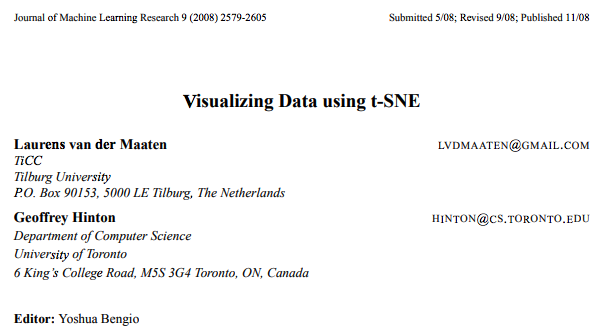 Journal of Machine Learning Research 9 (2008) 2579-2605 Submitted 5/08; Revised 9/08; Published 11/08
Visualizing Data using t-SNE
Laurens van der Maaten LVDMAATEN@GMAIL.COM
TiCC
Tilburg University
P.O. Box 90153, 5000 LE Tilburg, The Netherlands
Geoffrey Hinton HINTON@CS.TORONTO.EDU
Department of Computer Science
University of Toronto
6 King's College Road, M5S 3G4 Toronto, ON, Canada
Editor: Yoshua Bengio